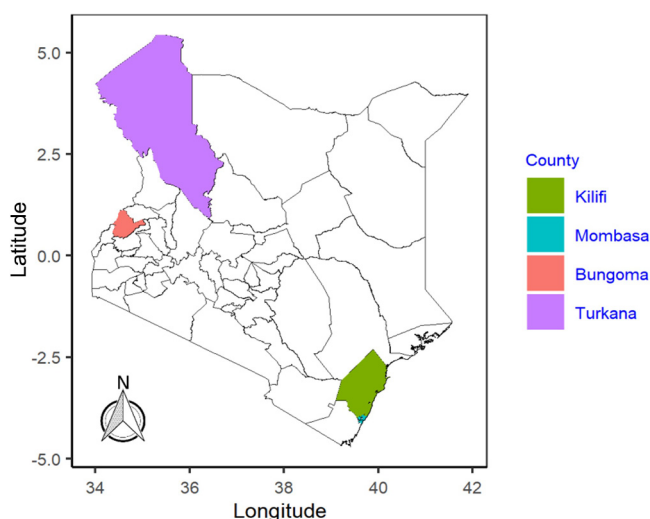 5.0
2.5
0.0
-2.5
-5.0
Latitude
N
34
36
38
40
42
Longitude
County
Kilifi
Mombasa
Bungoma
Turkana